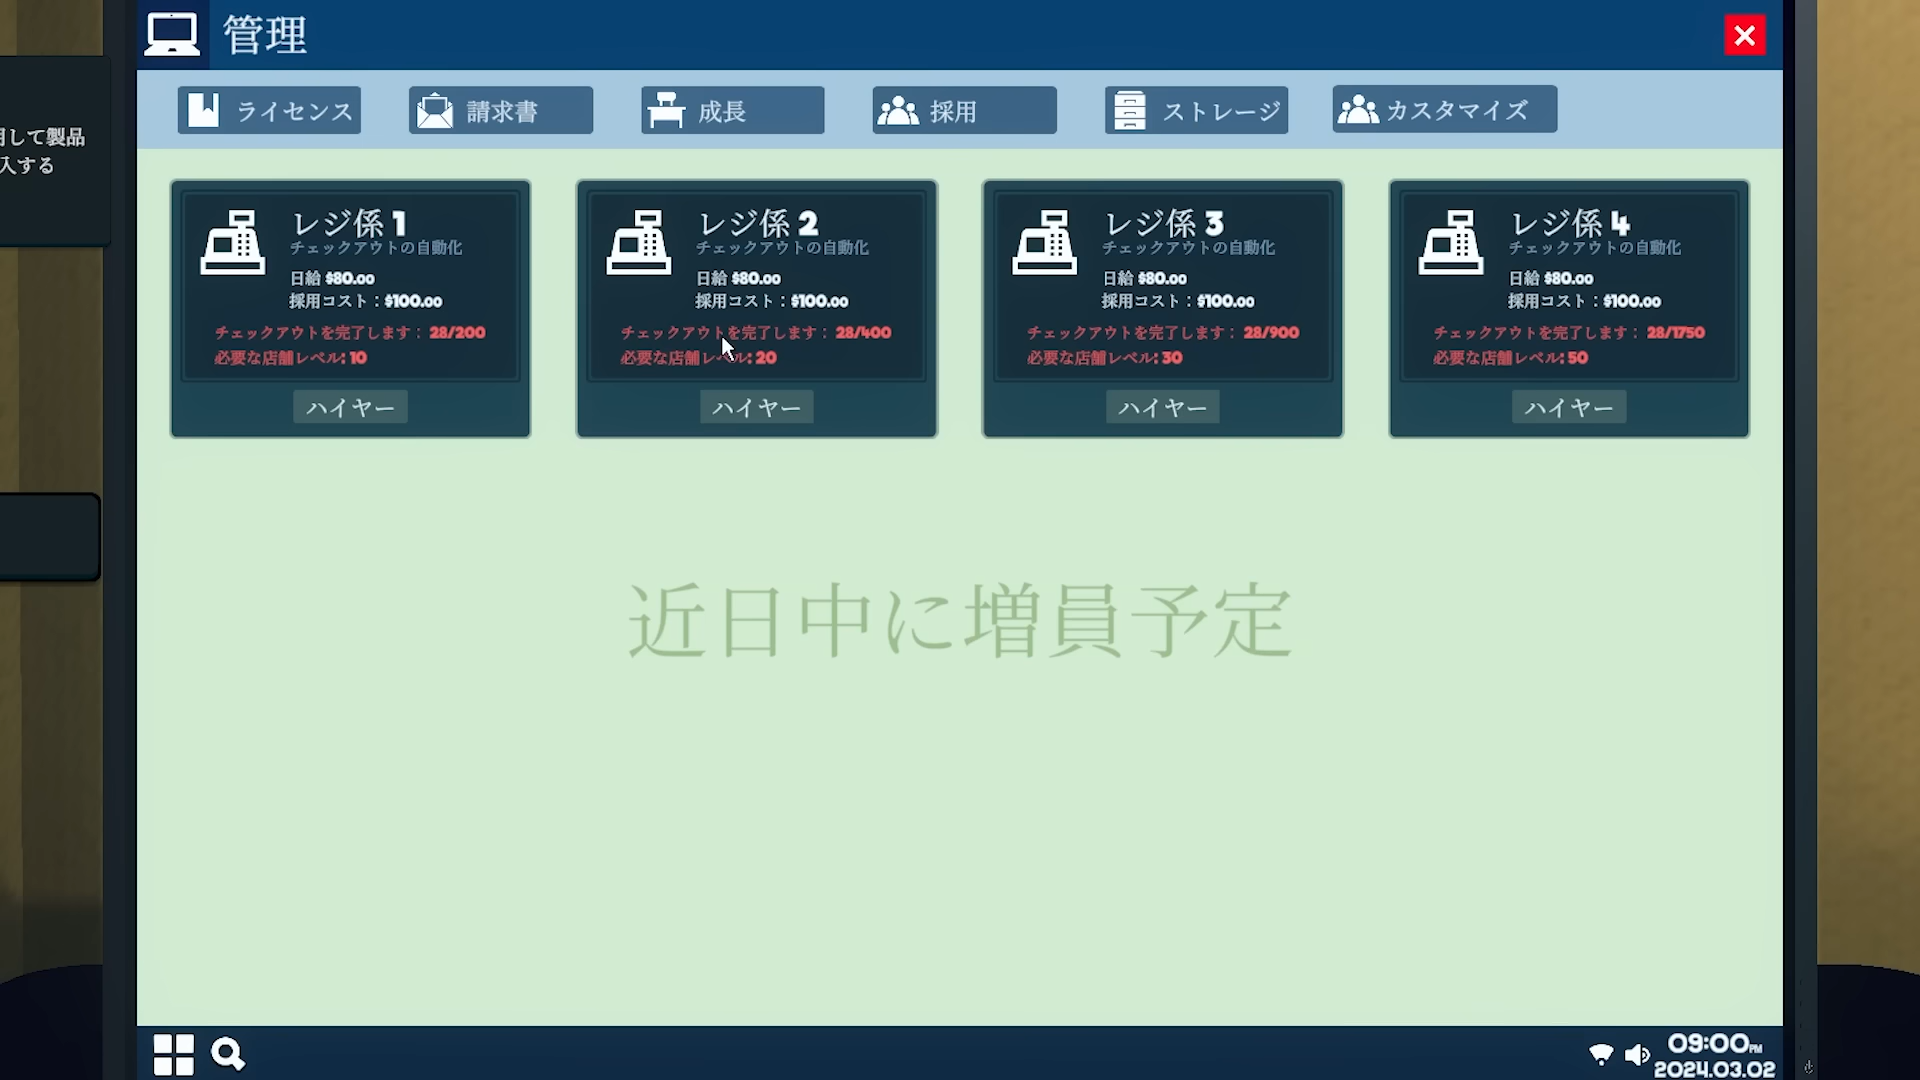 管理
ライセンス
請求書
成長
採用
ストレージ
カスタマイズ
用して製品
入する
レジ係 1
チェックアウトの自動化
日給 $80.00
採用コスト：$100.00
チェックアウトを完了します： 28/200
必要な店舗レベル: 10
ハイヤー
レジ係 2
チェックアウトの自動化
日給 $80.00
採用コスト：$100.00
チェックアウトを完了します： 28/400
必要な店舗レベル: 20
ハイヤー
レジ係 3
チェックアウトの自動化
日給 $80.00
採用コスト：$100.00
チェックアウトを完了します： 28/900
必要な店舗レベル: 30
ハイヤー
レジ係 4
チェックアウトの自動化
日給 $80.00
採用コスト：$100.00
チェックアウトを完了します： 28/1750
必要な店舗レベル: 50
ハイヤー
近日中に増員予定
09:00PM
2024.03.02